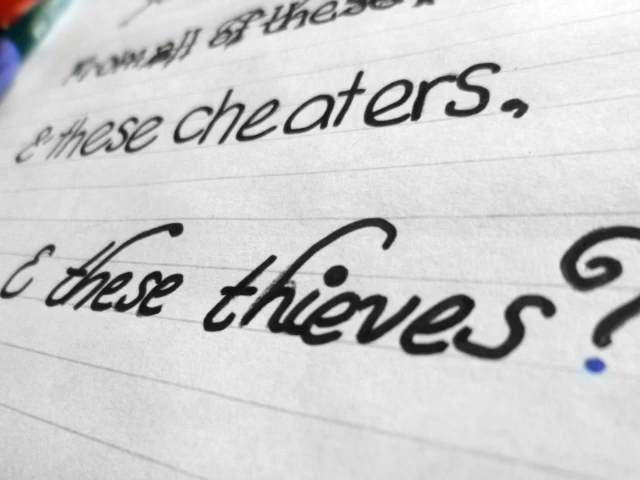 From all of these
& these cheaters,
& these thieves?